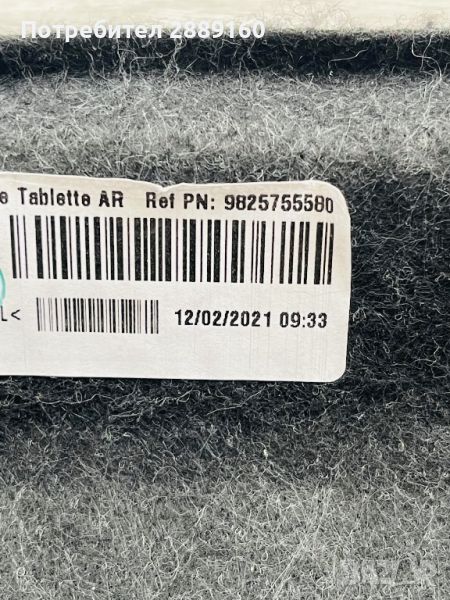 Потребител 2889160
e Tablette AR Ref PN: 9825755580
L< 12/02/2021 09:33